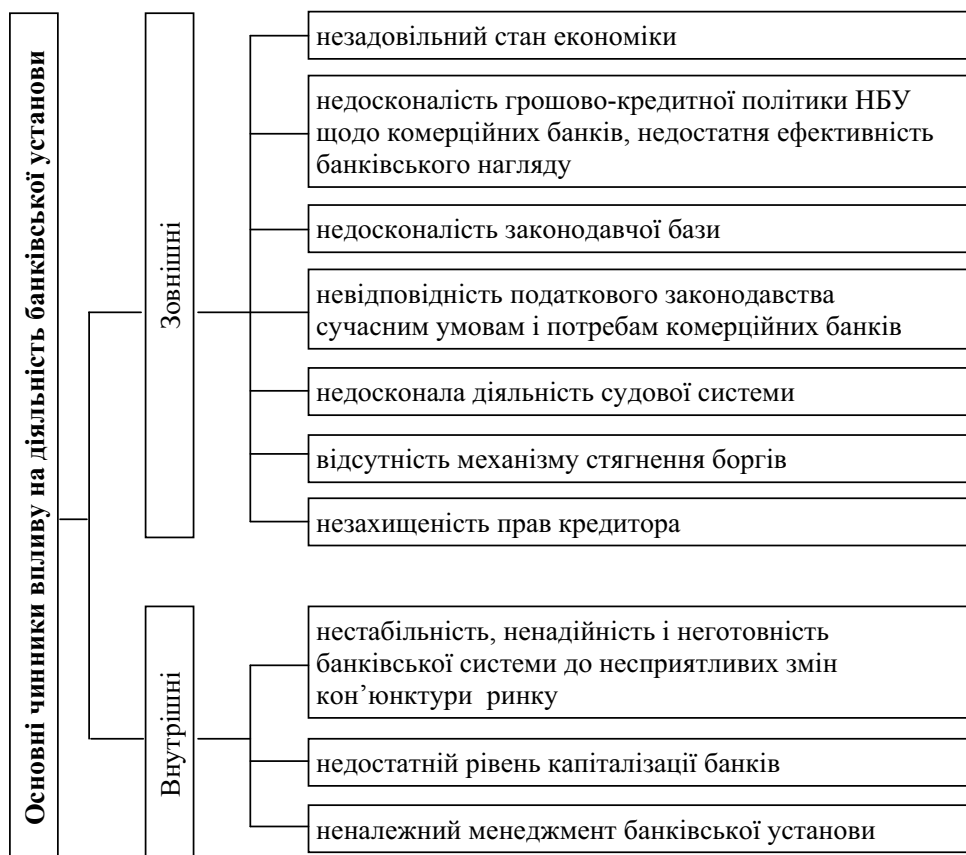 Основні чинники впливу на діяльність банківської установи
Зовнішні
незадовільний стан економіки
недосконалість грошово-кредитної політики НБУ
щодо комерційних банків, недостатня ефективність
банківського нагляду
недосконалість законодавчої бази
невідповідність податкового законодавства
сучасним умовам і потребам комерційних банків
недосконала діяльність судової системи
відсутність механізму стягнення боргів
незахищеність прав кредитора
Внутрішні
нестабільність, ненадійність і неготовність
банківської системи до несприятливих змін
кон’юнктури  ринку
недостатній рівень капіталізації банків
неналежний менеджмент банківської установи